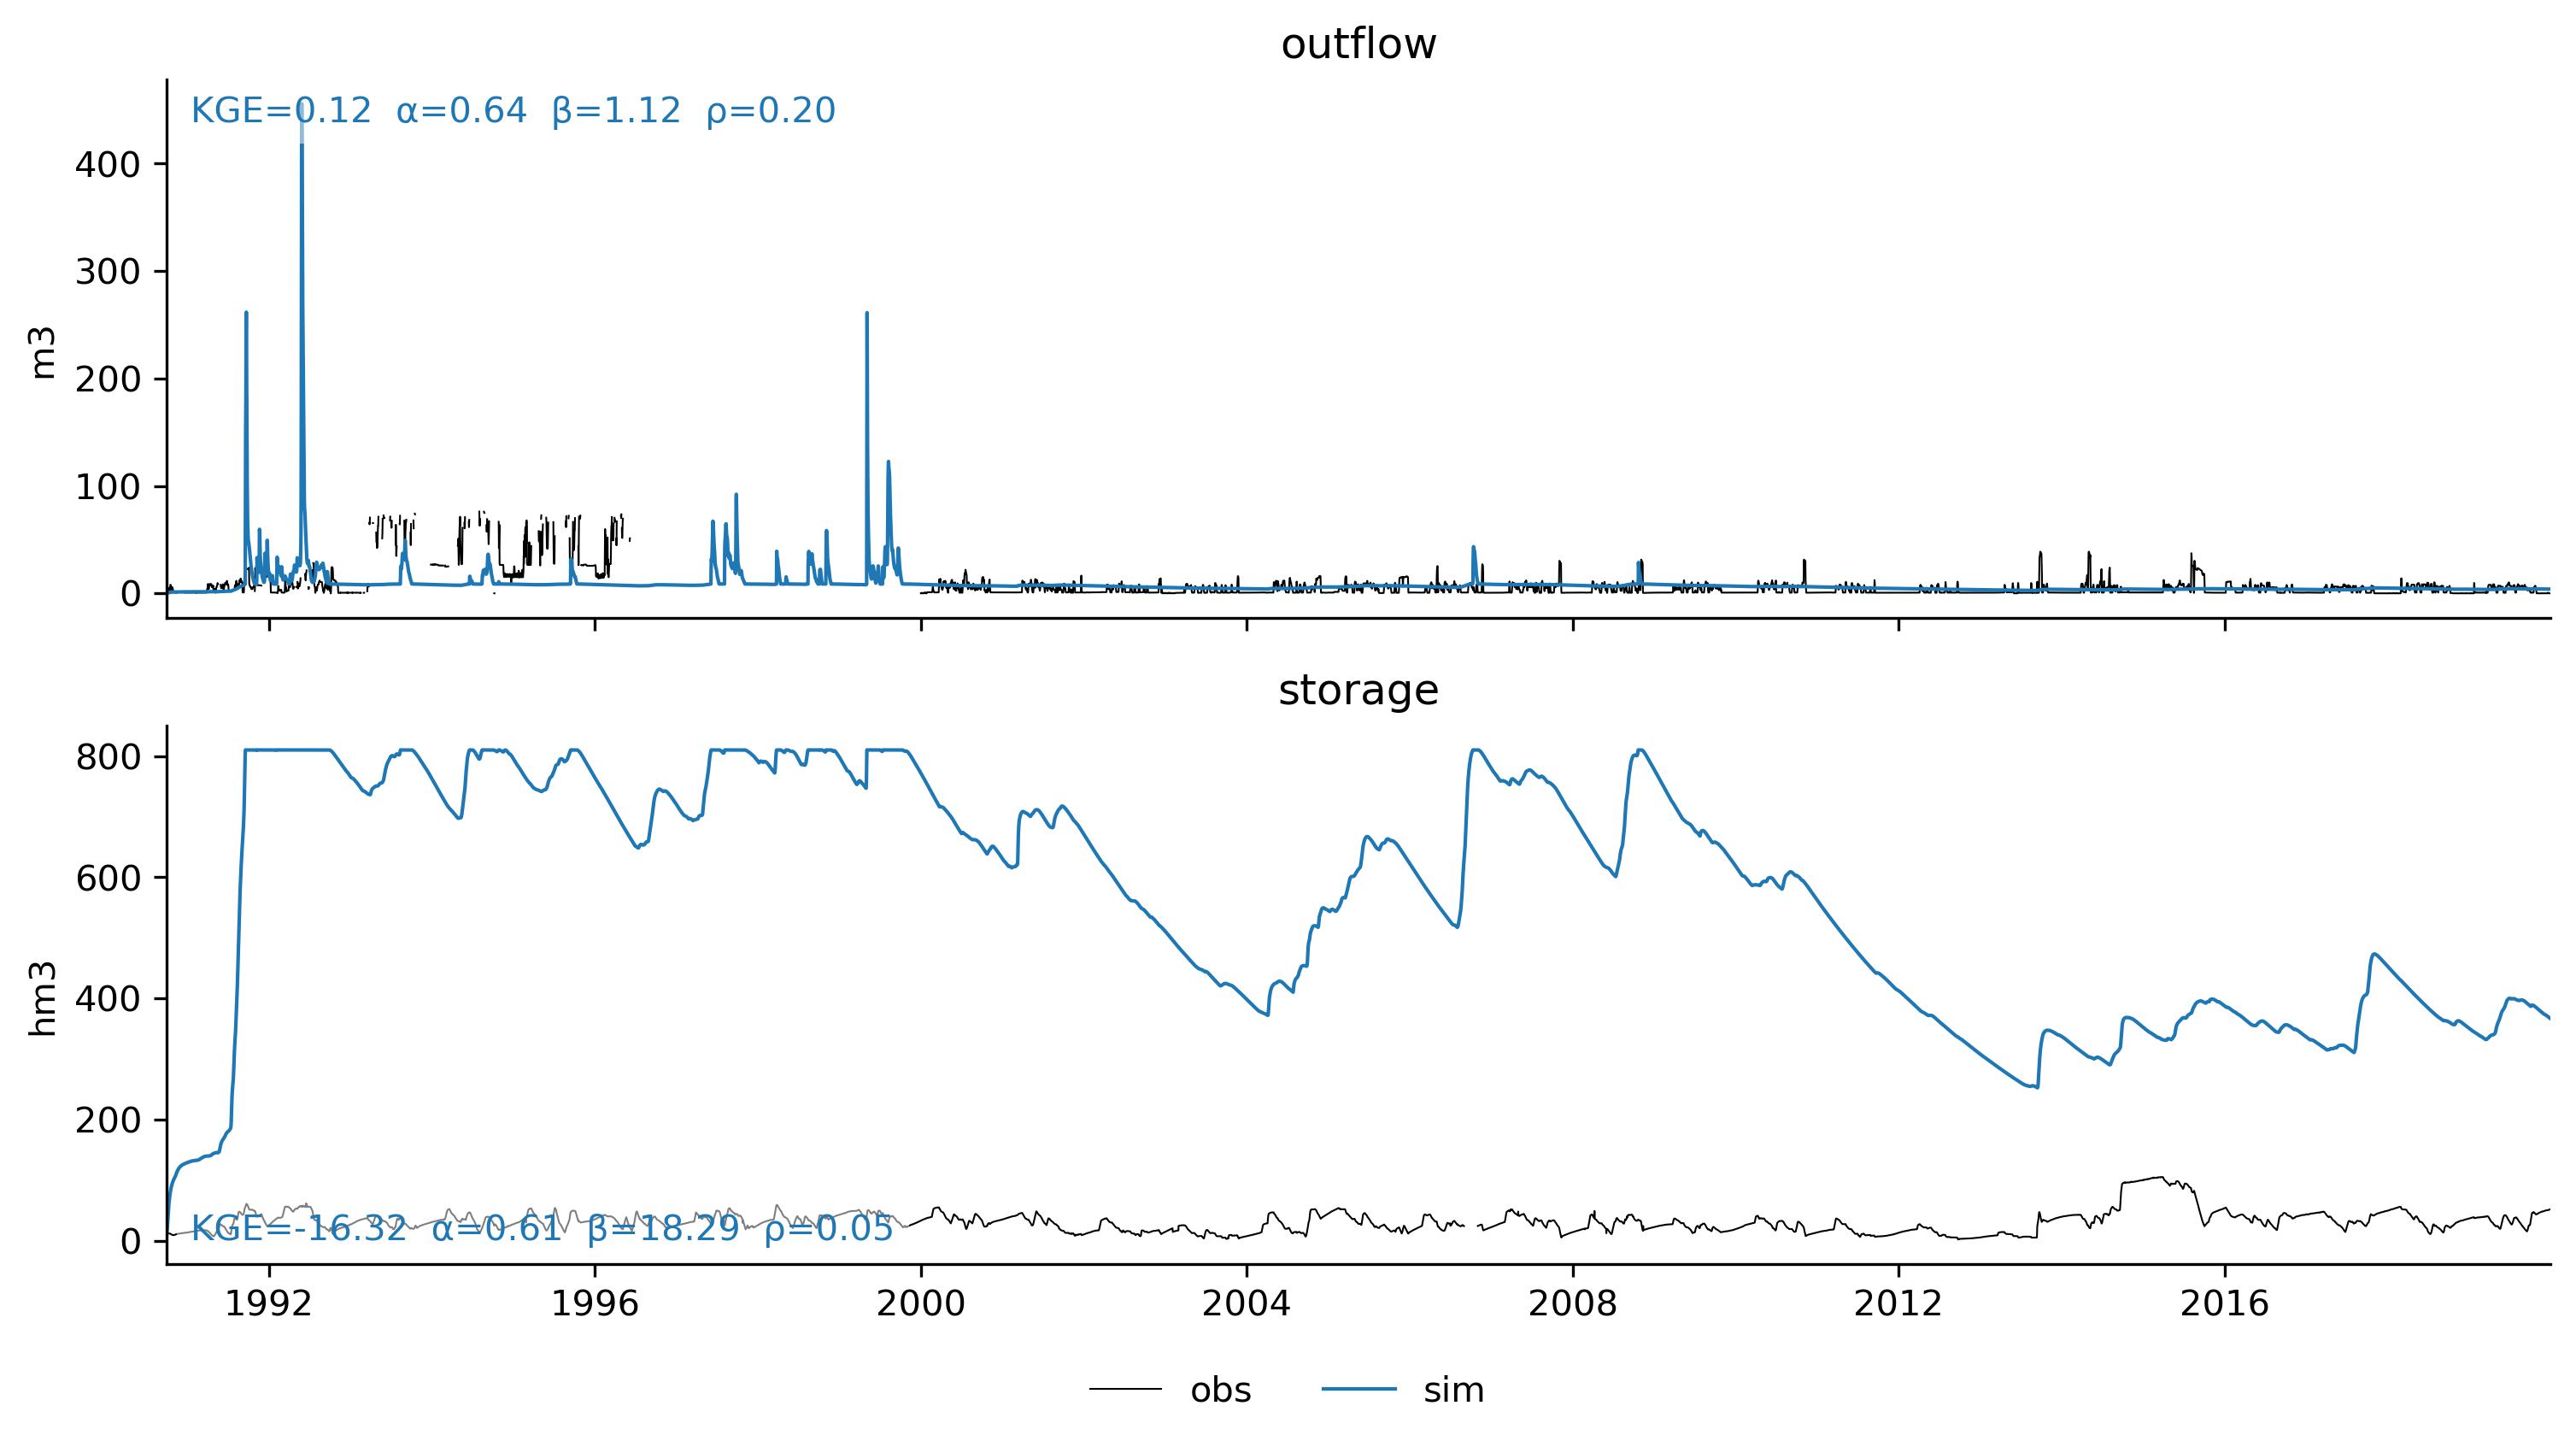 outflow
KGE=0.12 α=0.64 β=1.12 ρ=0.20
400
300
m3
200
100
0
storage
800
600
hm3
400
200
0
KGE=-16.32 α=0.61 β=18.29 ρ=0.05
1992 1996 2000 2004 2008 2012 2016
obs sim